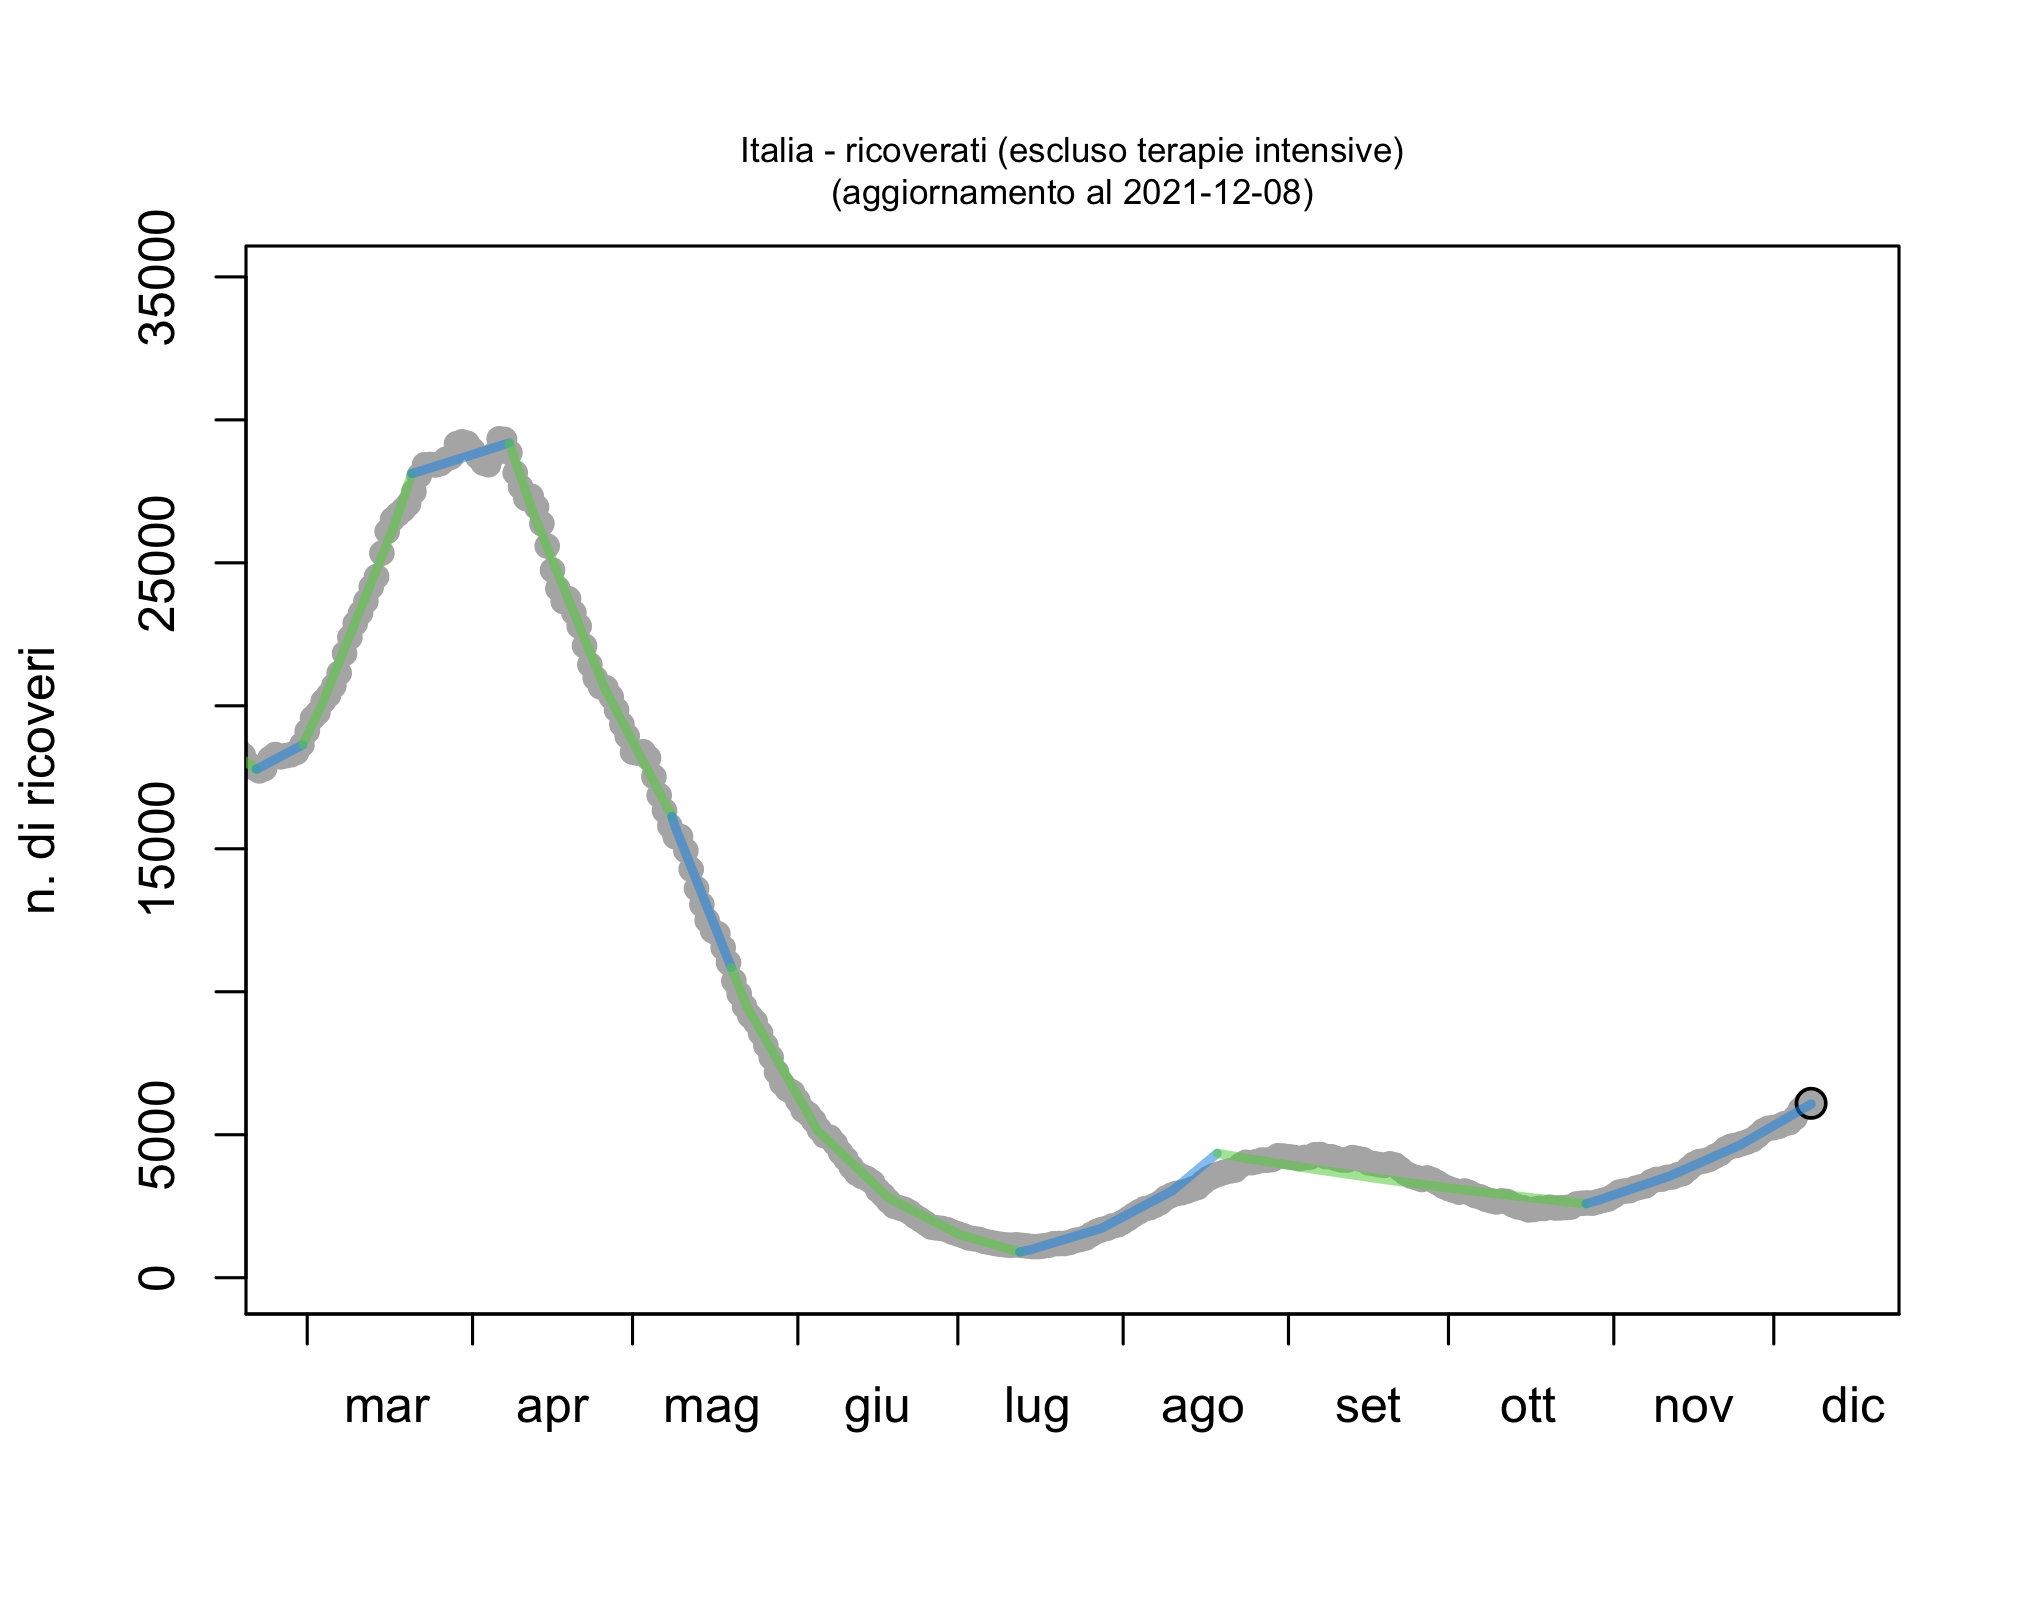 Italia - ricoverati (escluso terapie intensive)
(aggiornamento al 2021-12-08)
35000
25000
15000
5000
0
n. di ricoveri
mar apr mag giu lug ago set ott nov dic